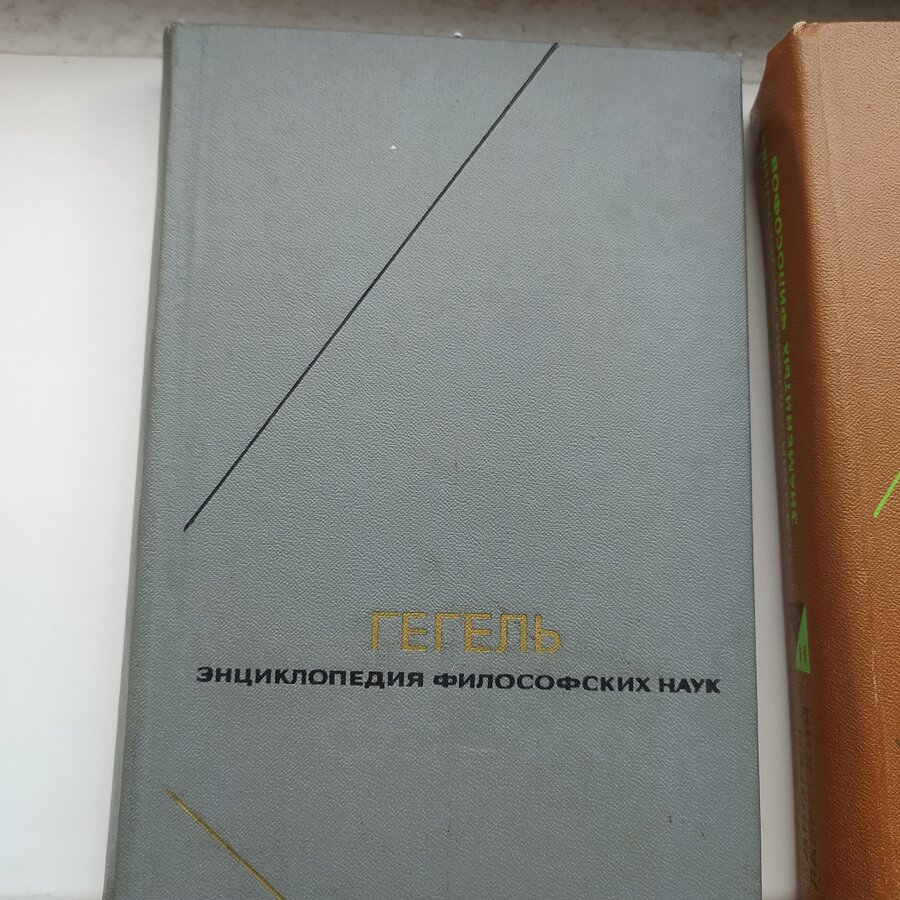 ГЕГЕЛЬ
ЭНЦИКЛОПЕДИЯ ФИЛОСОФСКИХ НАУК
ЗНАМЕНИТЫХ ФИЛОСОФОВ